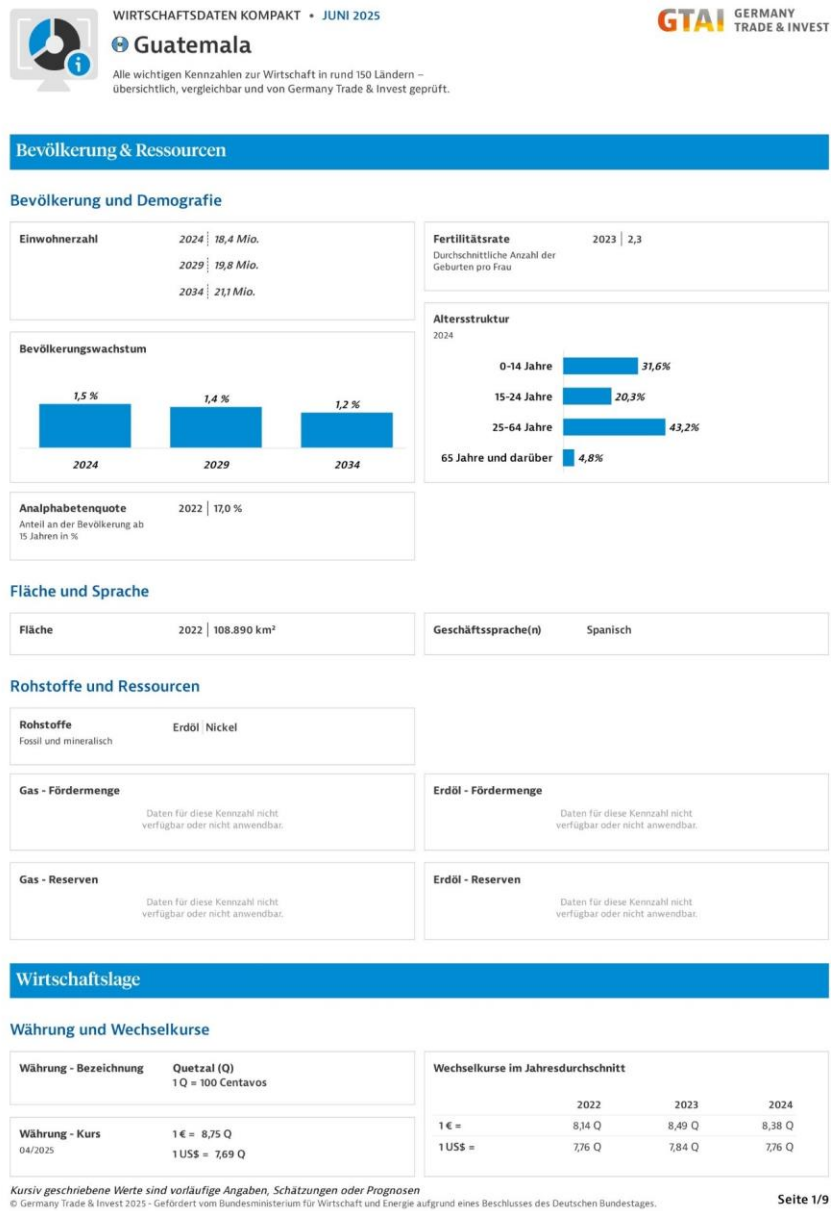 WIRTSCHAFTSDATEN KOMPAKT • JUNI 2025
Guatemala
Alle wichtigen Kennzahlen zur Wirtschaft in rund 150 Ländern –
übersichtlich, vergleichbar und von Germany Trade & Invest geprüft.
GTAI GERMANY
TRADE & INVEST
Bevölkerung & Ressourcen
Bevölkerung und Demografie
Einwohnerzahl 2024 18,4 Mio.
2029 19,8 Mio.
2034 21,1 Mio.
Fertilitätsrate 2023 2,3
Durchschnittliche Anzahl der
Geburten pro Frau
Bevölkerungswachstum
1,5 % 1,4 % 1,2 %
2024 2029 2034
Altersstruktur
2024
0-14 Jahre 31,6%
15-24 Jahre 20,3%
25-64 Jahre 43,2%
65 Jahre und darüber 4,8%
Analphabetenquote 2022 17,0 %
Anteil an der Bevölkerung ab
15 Jahren in %
Fläche und Sprache
Fläche 2022 108.890 km²
Geschäftssprache(n) Spanisch
Rohstoffe und Ressourcen
Rohstoffe Erdöl Nickel
Fossil und mineralisch
Gas - Fördermenge
Daten für diese Kennzahl nicht
verfügbar oder nicht anwendbar.
Erdöl - Fördermenge
Daten für diese Kennzahl nicht
verfügbar oder nicht anwendbar.
Gas - Reserven
Daten für diese Kennzahl nicht
verfügbar oder nicht anwendbar.
Erdöl - Reserven
Daten für diese Kennzahl nicht
verfügbar oder nicht anwendbar.
Wirtschaftslage
Währung und Wechselkurse
Währung - Bezeichnung Quetzal (Q)
1 Q = 100 Centavos
Währung - Kurs 1 € = 8,75 Q
04/2025 1 US$ = 7,69 Q
Wechselkurse im Jahresdurchschnitt
2022 2023 2024
1 € = 8,14 Q 8,49 Q 8,38 Q
1 US$ = 7,76 Q 7,84 Q 7,76 Q
Kursiv geschriebene Werte sind vorläufige Angaben, Schätzungen oder Prognosen
© Germany Trade & Invest 2025 - Gefördert vom Bundesministerium für Wirtschaft und Energie aufgrund eines Beschlusses des Deutschen Bundestages.
Seite 1/9